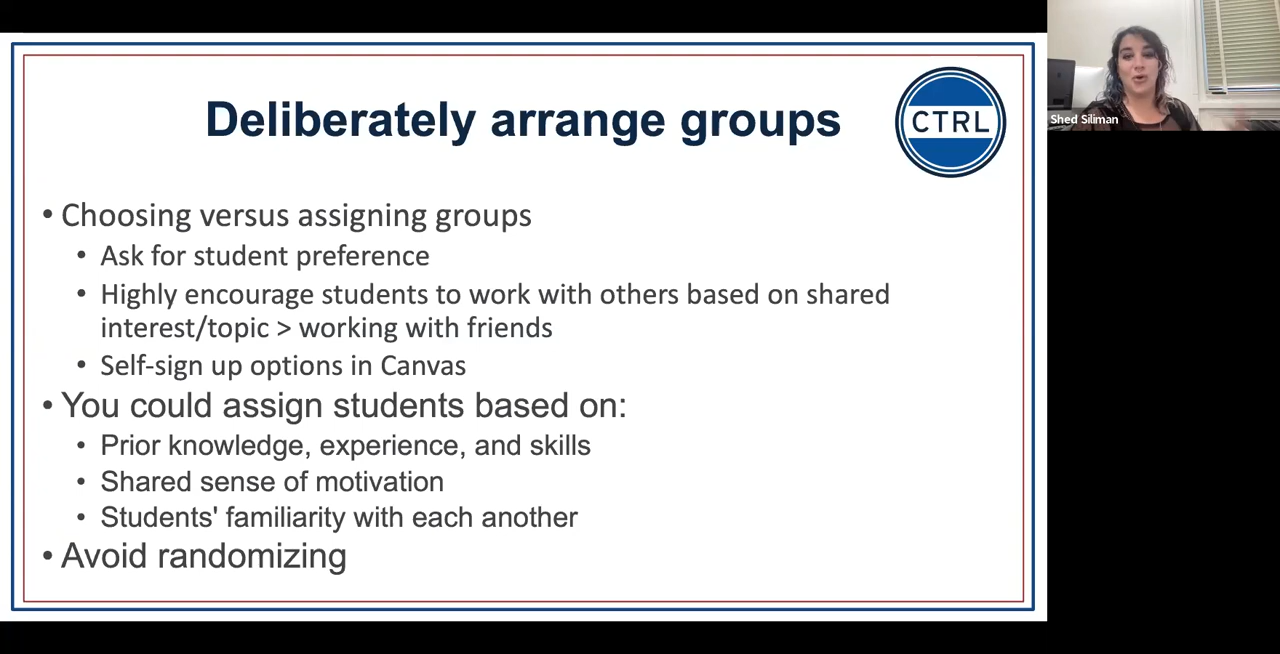 Deliberately arrange groups
CTRL
Shed Siliman
• Choosing versus assigning groups
• Ask for student preference
• Highly encourage students to work with others based on shared
interest/topic > working with friends
• Self-sign up options in Canvas
• You could assign students based on:
• Prior knowledge, experience, and skills
• Shared sense of motivation
• Students' familiarity with each another
• Avoid randomizing